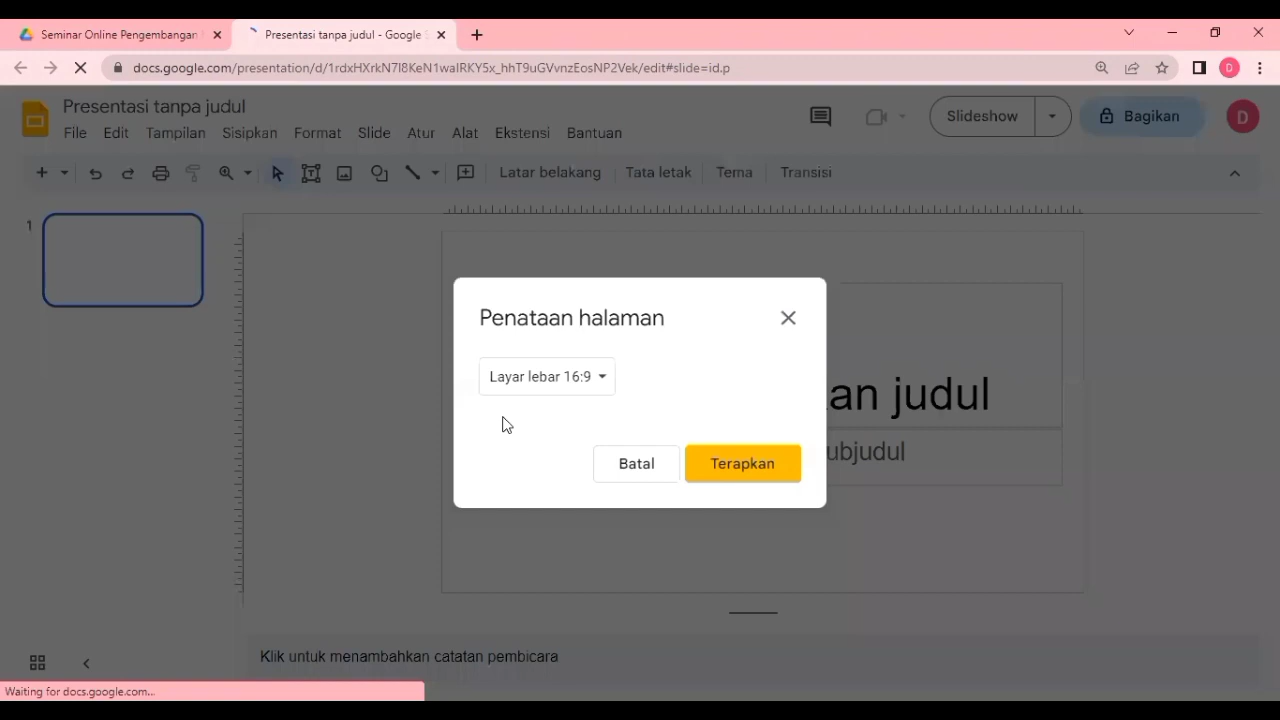 Seminar Online Pengembangan
Presentasi tanpa judul - Google S
docs.google.com/presentation/d/1rdxHXrkN7I8KeN1waIRKY5x_hhT9uGVvnzEosNP2Vek/edit#slide=id.p
D
Presentasi tanpa judul
File Edit Tampilan Sisipkan Format Slide Atur Alat Ekstensi Bantuan
Slideshow
Bagikan
D
Latar belakang Tata letak Tema Transisi
1
Penataan halaman
Layar lebar 16:9
an judul
ubjudul
Batal Terapkan
Klik untuk menambahkan catatan pembicara
Waiting for docs.google.com...